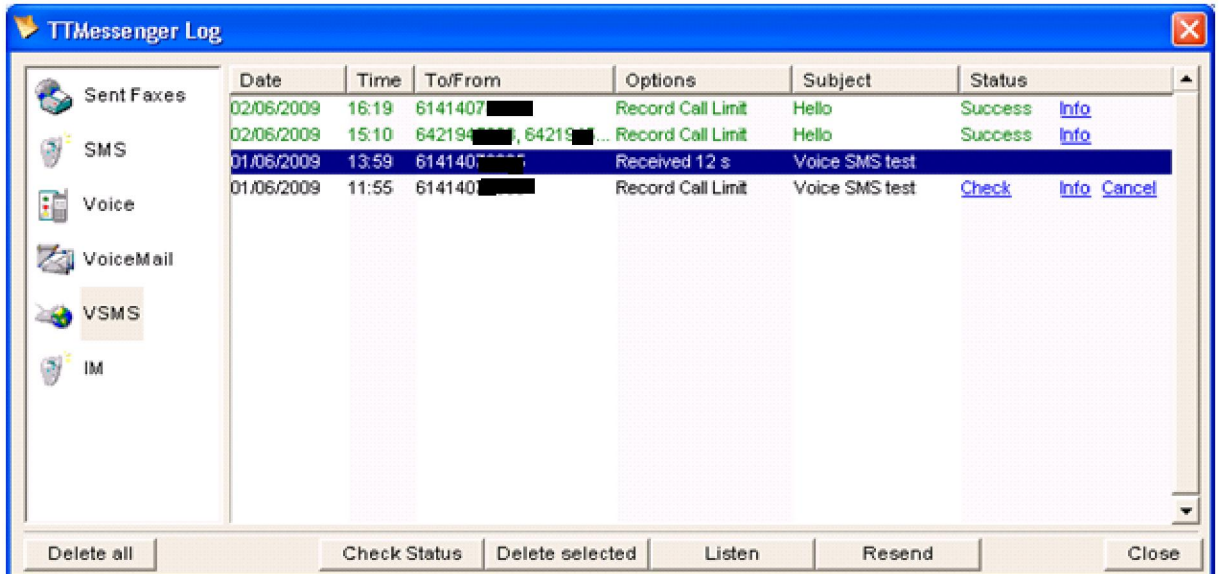 TTMessenger Log
Sent Faxes
SMS
Voice
VoiceMail
VSMS
IM
Date Time To/From Options Subject Status
02/06/2009 16:19 6141407 Record Call Limit Hello Success Info
02/06/2009 15:10 642194 , 64219 ... Record Call Limit Hello Success Info
01/06/2009 13:59 614140 Received 12 s Voice SMS test
01/06/2009 11:55 6141407 Record Call Limit Voice SMS test Check Info Cancel
Delete all Check Status Delete selected Listen Resend Close